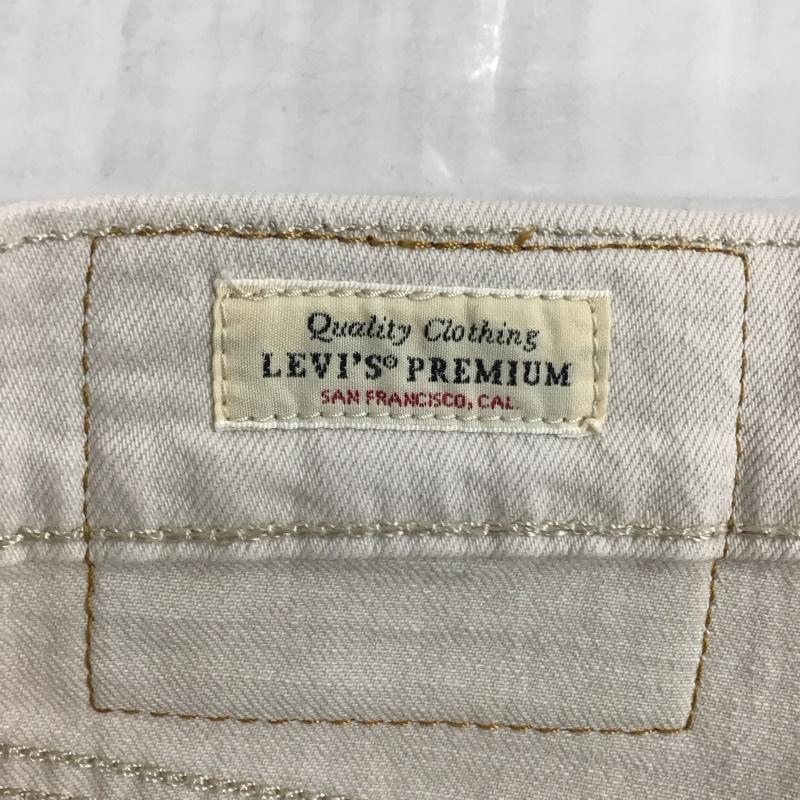 Quality Clothing
LEVI'S® PREMIUM
SAN FRANCISCO, CAL.